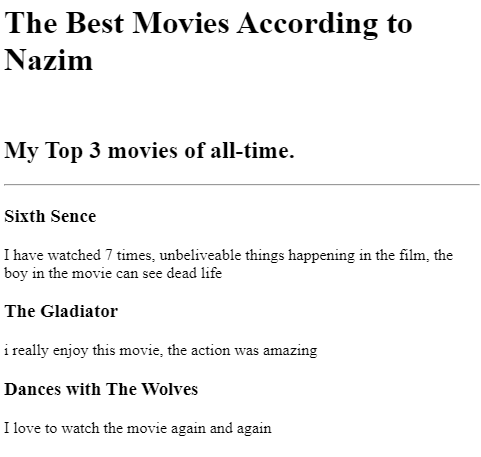 The Best Movies According to
Nazim
My Top 3 movies of all-time.
Sixth Sence
I have watched 7 times, unbeliveable things happening in the film, the
boy in the movie can see dead life
The Gladiator
i really enjoy this movie, the action was amazing
Dances with The Wolves
I love to watch the movie again and again